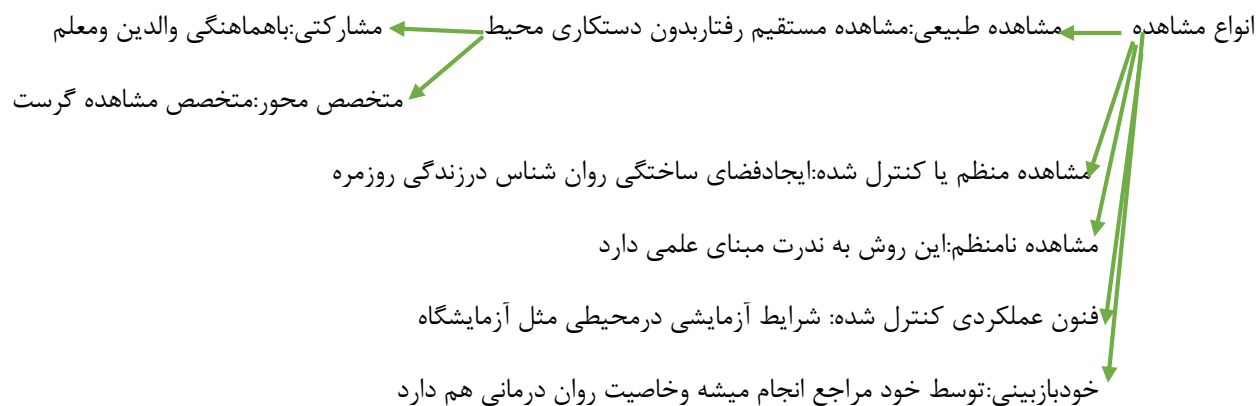 انواع مشاهده مشاهده طبیعی:مشاهده مستقیم رفتاربدون دستکاری محیط مشارکتی:باهماهنگی والدین ومعلم
متخصص محور:متخصص مشاهده گرست
مشاهده منظم یا کنترل شده:ایجادفضای ساختگی روان شناس درزندگی روزمره
مشاهده نامنظم:این روش به ندرت مبنای علمی دارد
فنون عملکردی کنترل شده: شرایط آزمایشی درمحیطی مثل آزمایشگاه
خودبازبینی:توسط خود مراجع انجام میشه وخاصیت روان درمانی هم دارد